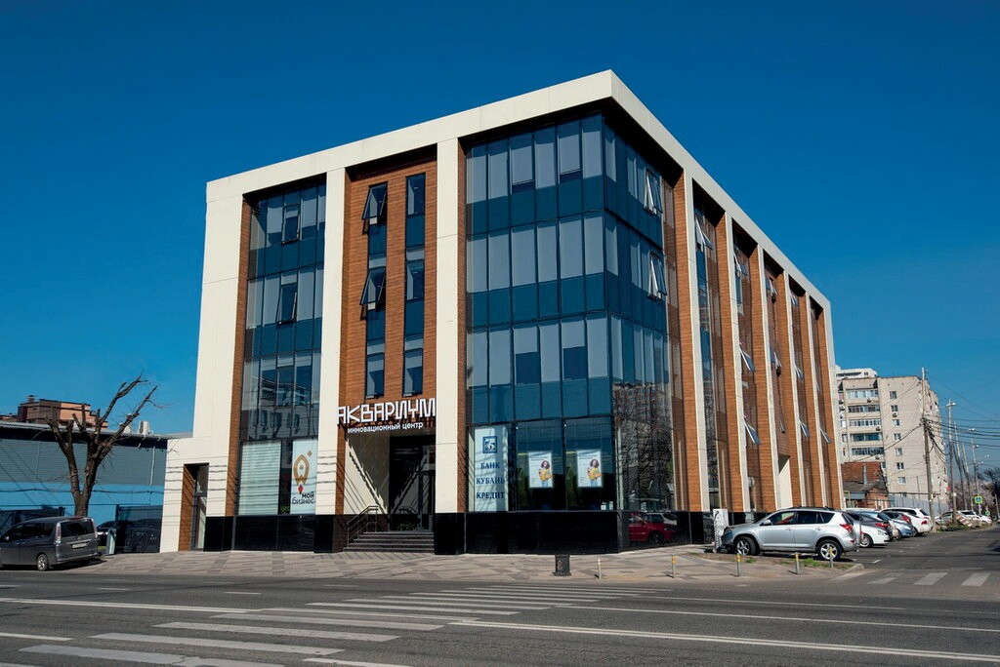 АКВАРИУМ
инновационный центр
мой
бизнес
БАНК
КУБАНЬ
КРЕДИТ